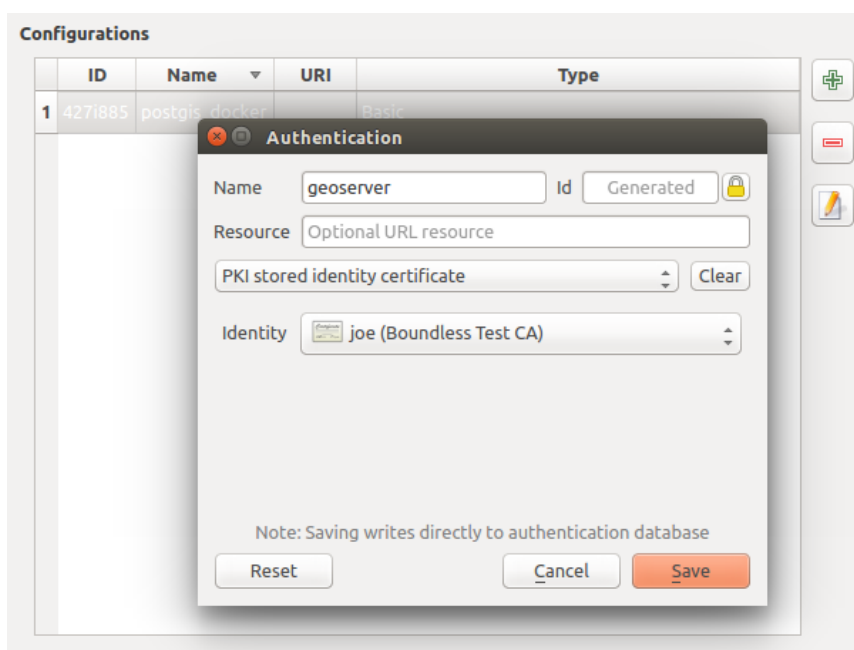 Configurations
ID Name URI Type
1 427i885 postgis_docker Basic
Authentication
Name geoserver Id Generated
Resource Optional URL resource
PKI stored identity certificate Clear
Identity joe (Boundless Test CA)
Note: Saving writes directly to authentication database
Reset Cancel Save